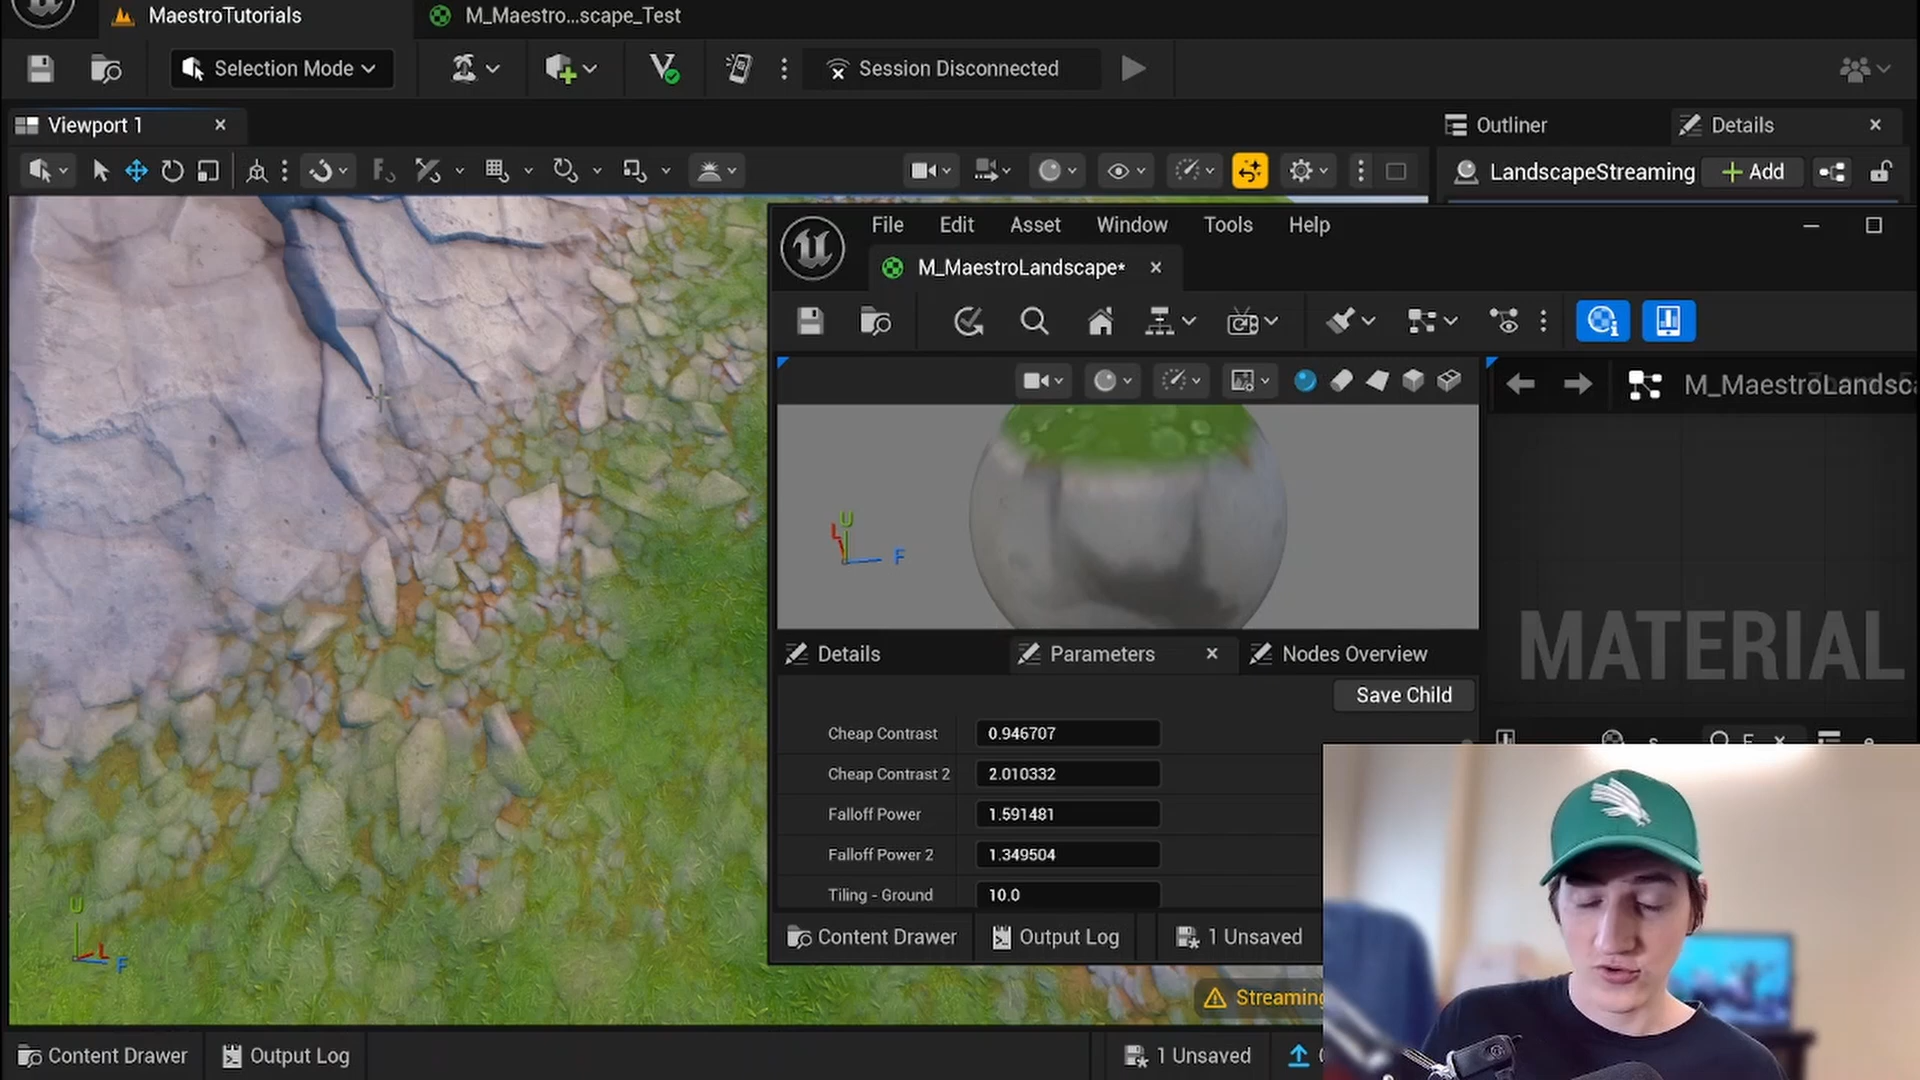 MaestroTutorials
M_Maestro...scape_Test
Selection Mode
Session Disconnected
Viewport 1
Outliner
Details
LandscapeStreaming
Add
File Edit Asset Window Tools Help
M_MaestroLandscape*
M_MaestroLandsc
MATERIAL
U
L
F
Details
Parameters
Nodes Overview
Save Child
Cheap Contrast 0.946707
Cheap Contrast 2 2.010332
Falloff Power 1.591481
Falloff Power 2 1.349504
Tiling - Ground 10.0
Content Drawer
Output Log
1 Unsaved
U
L
F
Streaming
Content Drawer
Output Log
1 Unsaved